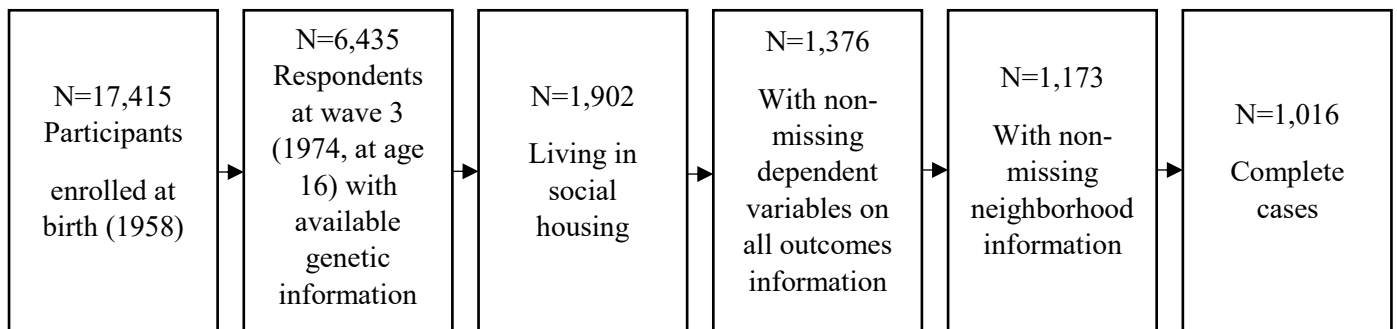 N=17,415
Participants
enrolled at
birth (1958)
N=6,435
Respondents
at wave 3
(1974, at age
16) with
available
genetic
information
N=1,902
Living in
social
housing
N=1,376
With non-
missing
dependent
variables on
all outcomes
information
N=1,173
With non-
missing
neighborhood
information
N=1,016
Complete
cases